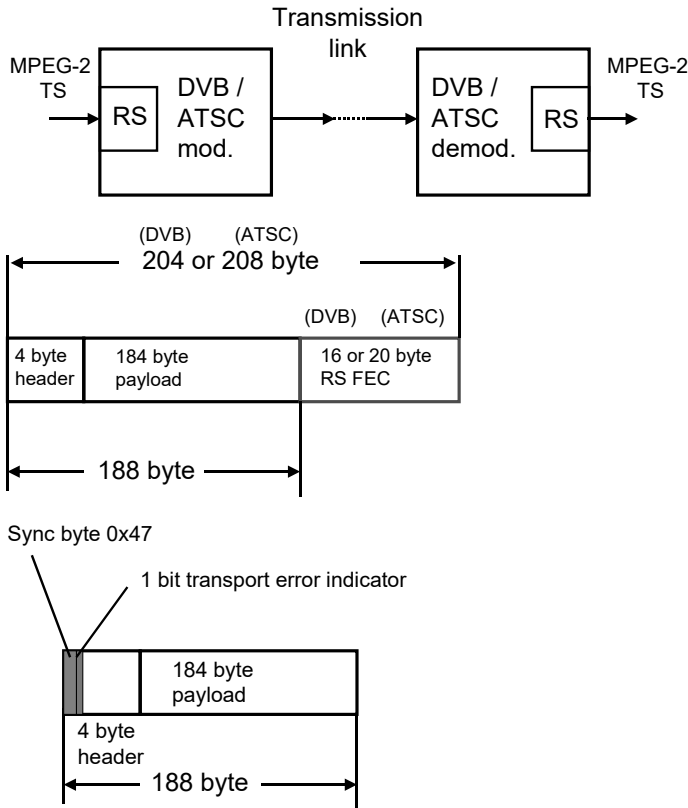 Transmission
link
MPEG-2
TS
RS
DVB /
ATSC
mod.
DVB /
ATSC
demod.
RS
MPEG-2
TS
(DVB) (ATSC)
204 or 208 byte
(DVB) (ATSC)
4 byte
header
184 byte
payload
16 or 20 byte
RS FEC
188 byte
Sync byte 0x47
1 bit transport error indicator
184 byte
payload
4 byte
header
188 byte